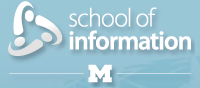 school of
information
M